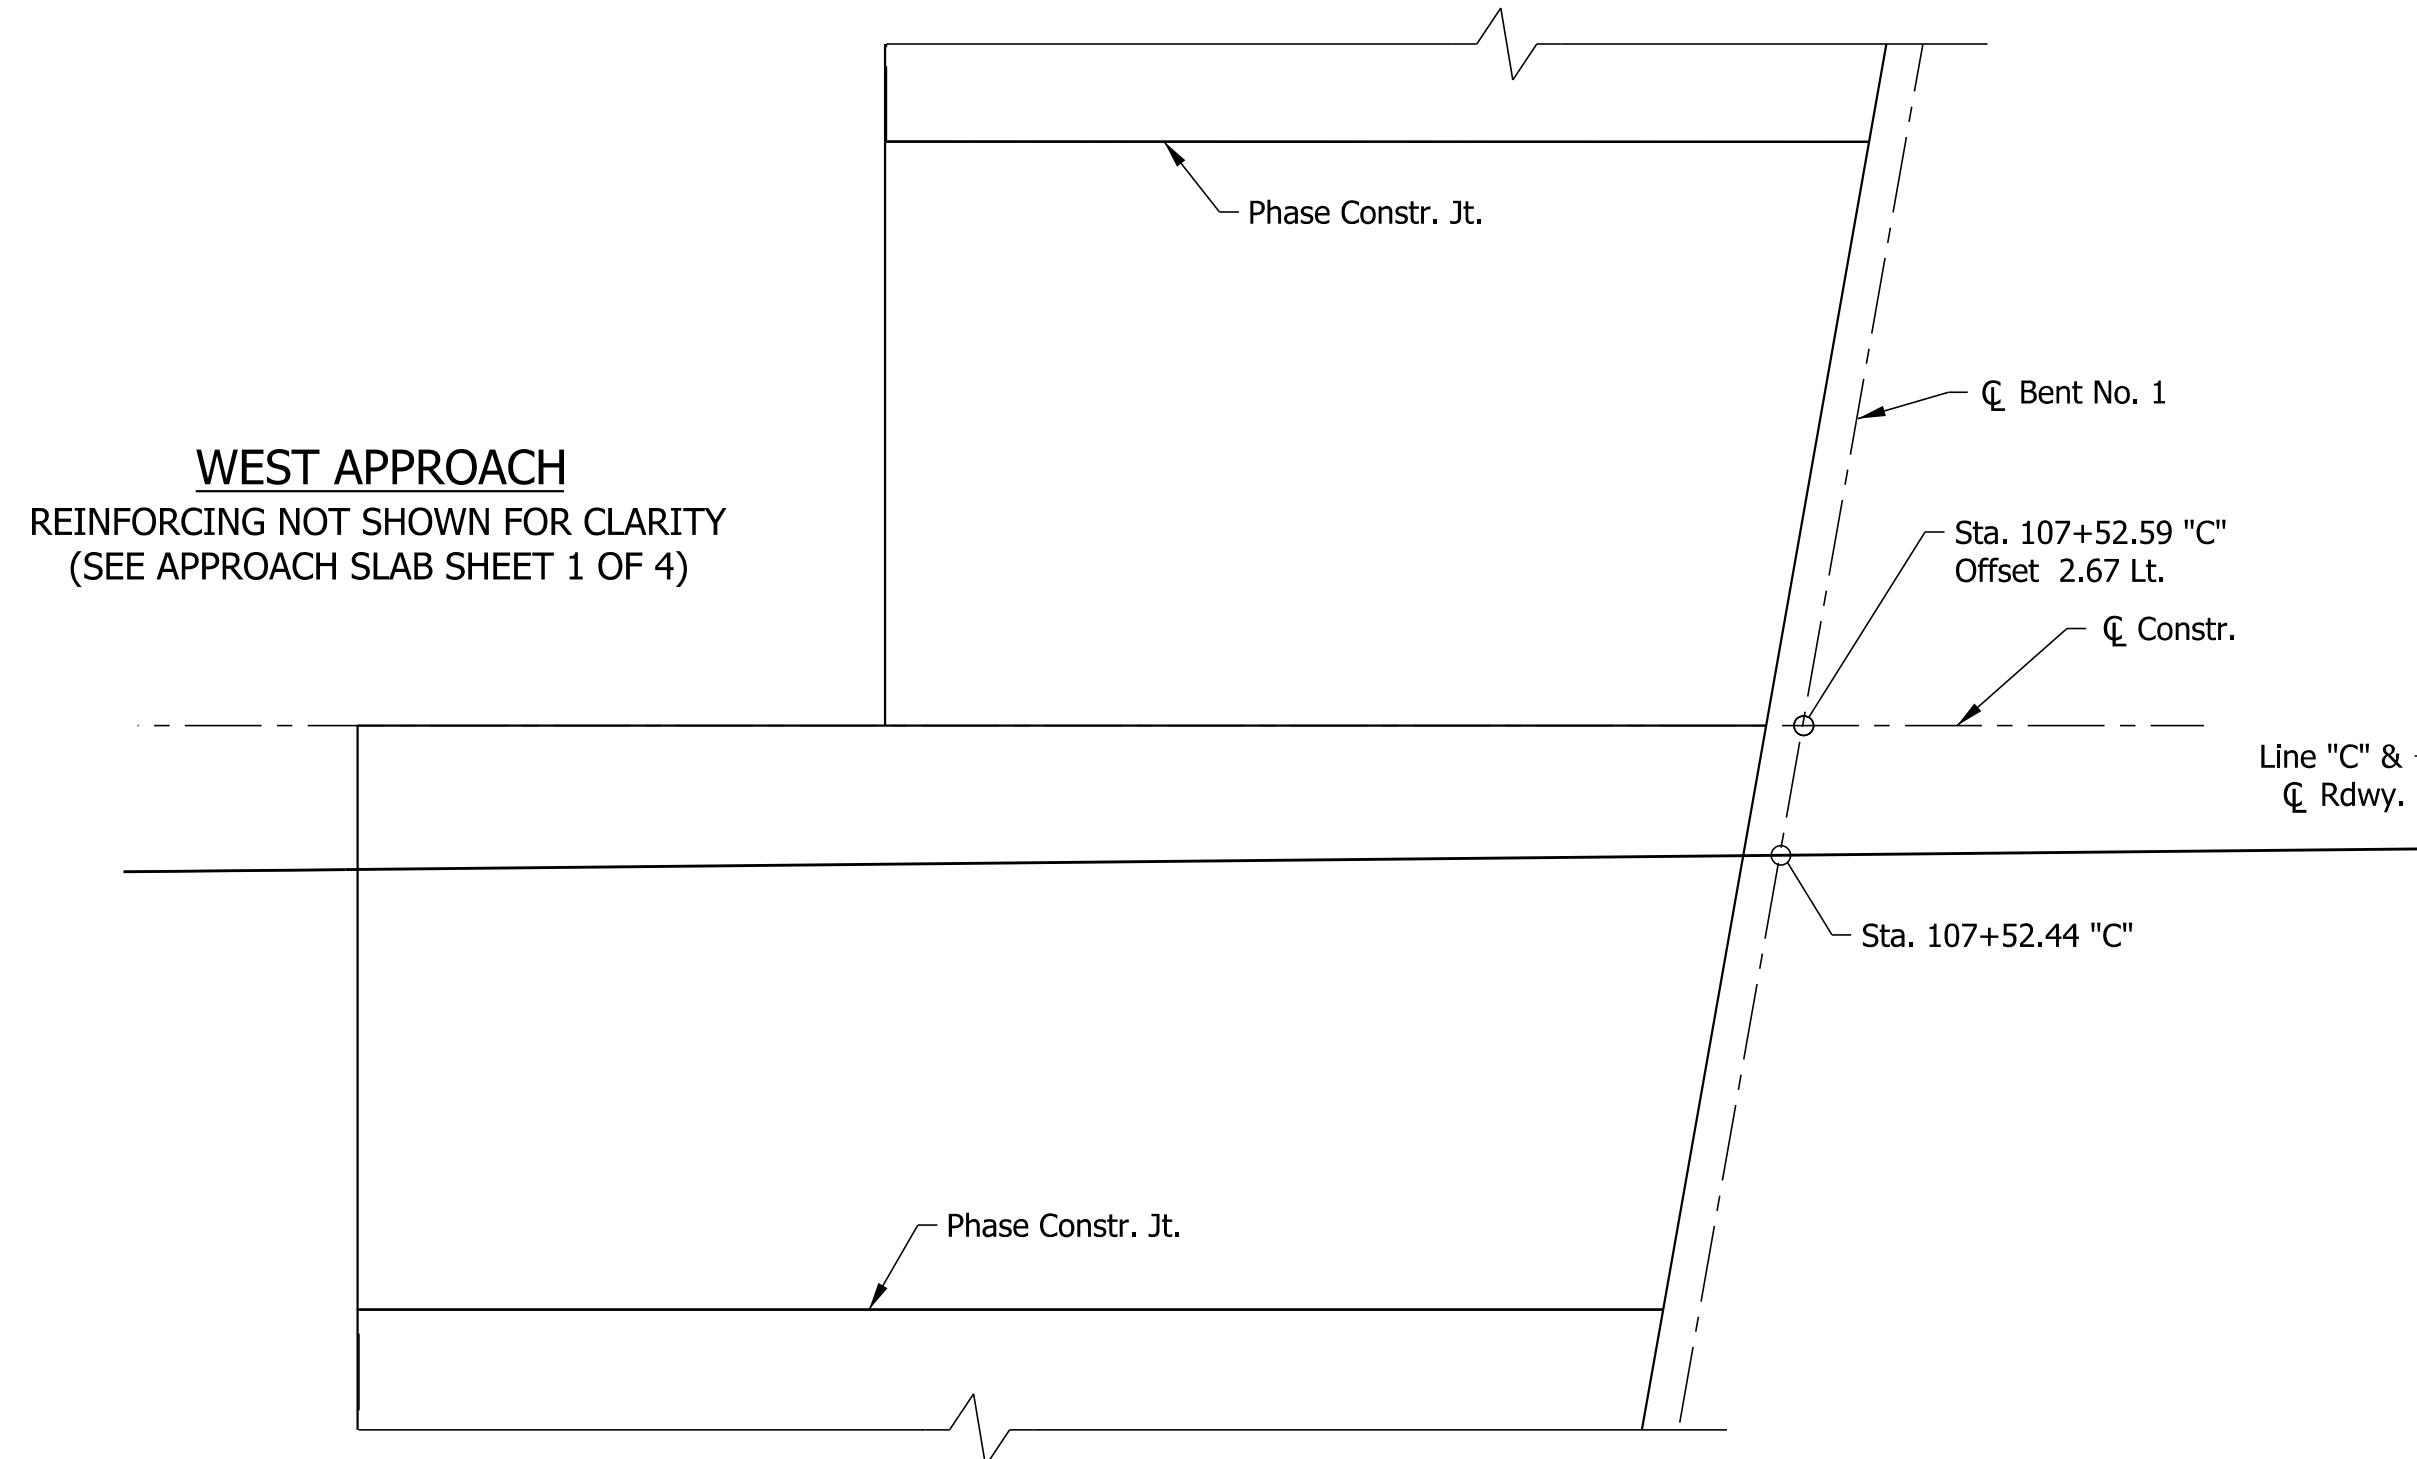 Phase Constr. Jt.
℄ Bent No. 1
WEST APPROACH
REINFORCING NOT SHOWN FOR CLARITY
(SEE APPROACH SLAB SHEET 1 OF 4)
Sta. 107+52.59 "C"
Offset 2.67 Lt.
℄ Constr.
Line "C" &
℄ Rdwy.
Sta. 107+52.44 "C"
Phase Constr. Jt.